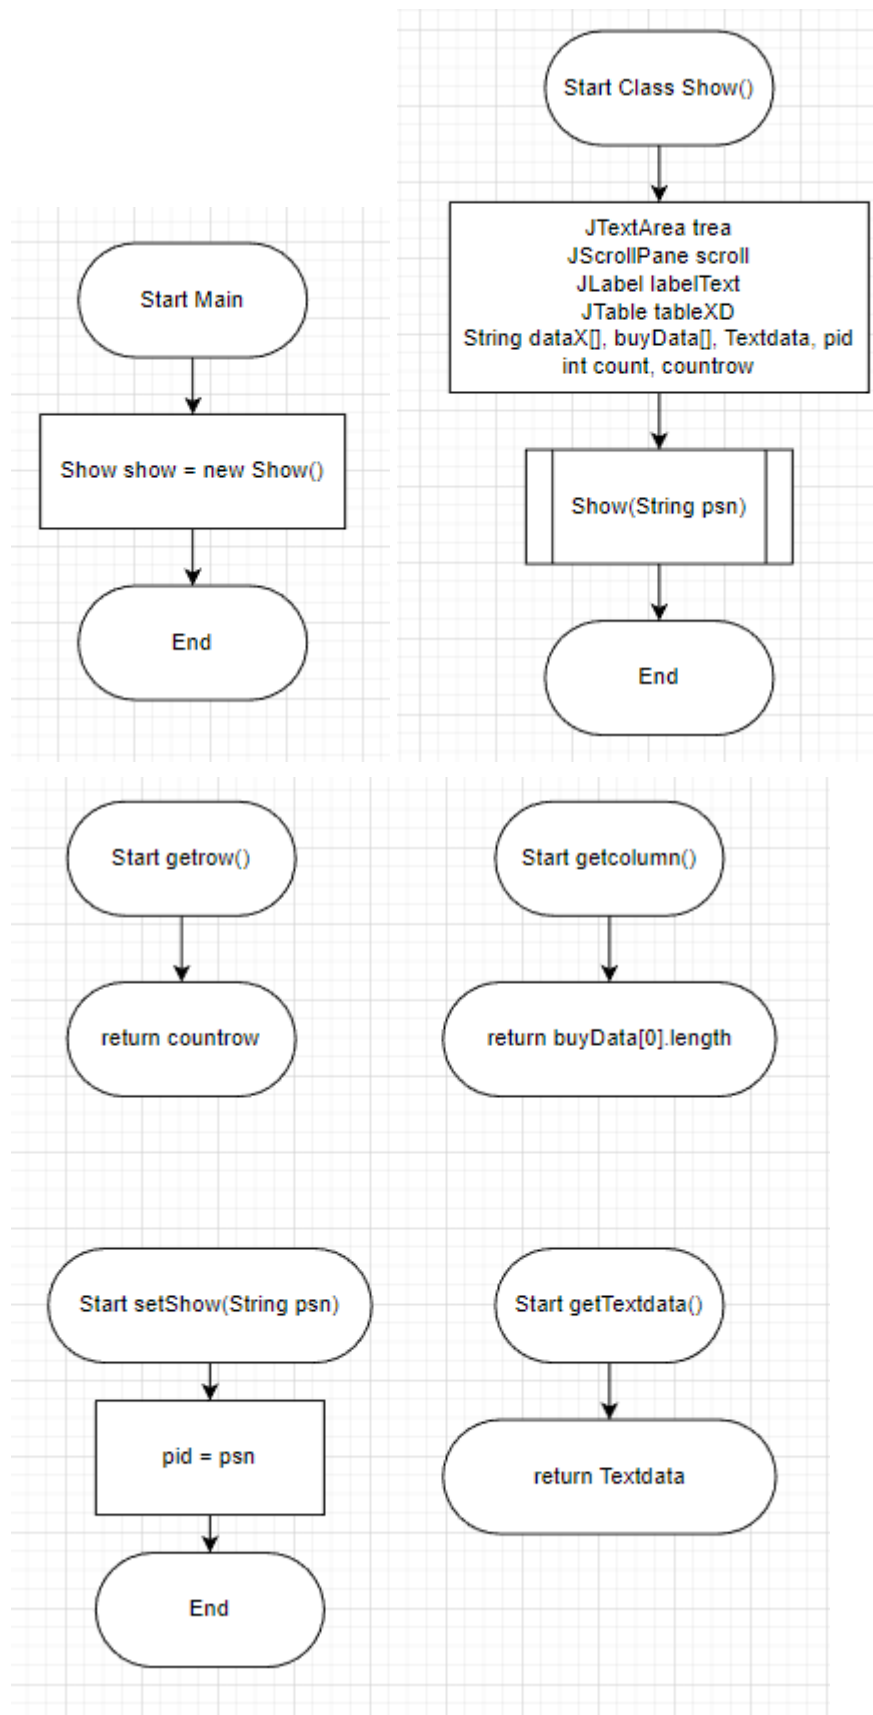 Start Main
Show show = new Show()
End
Start Class Show()
JTextArea trea
JScrollPane scroll
JLabel labelText
JTable tableXD
String dataX[], buyData[], Textdata, pid
int count, countrow
Show(String psn)
End
Start getrow()
return countrow
Start getcolumn()
return buyData[0].length
Start setShow(String psn)
pid = psn
End
Start getTextdata()
return Textdata